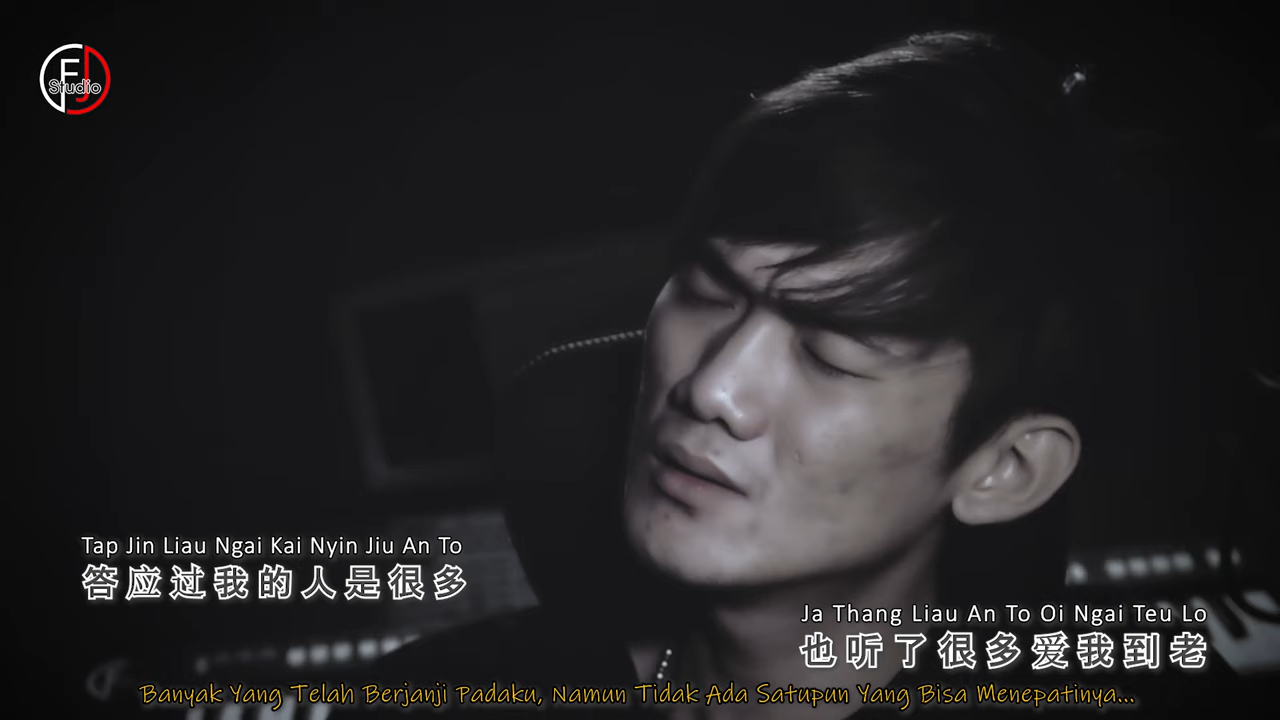 FJ
Studio
Tap Jin Liau Ngai Kai Nyin Jiu An To
答应过我的人是很多
Ja Thang Liau An To Oi Ngai Teu Lo
也听了很多爱我到老
Banyak Yang Telah Berjanji Padaku, Namun Tidak Ada Satupun Yang Bisa Menepatinya...